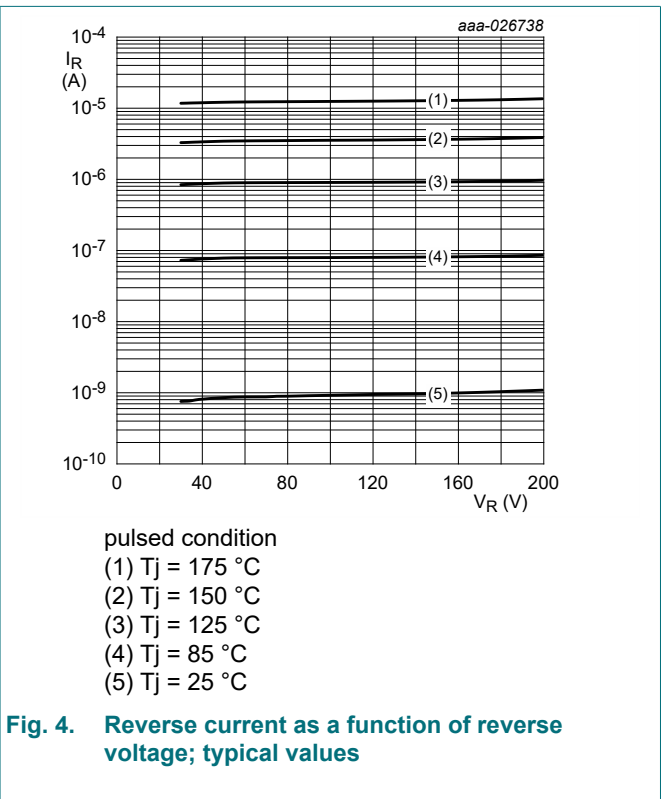 aaa-026738
10-4
IR
(A)
10-5
(1)
(2)
10-6
(3)
10-7
(4)
10-8
10-9
(5)
10-10
0 40 80 120 160 200
VR (V)
pulsed condition
(1) Tj = 175 °C
(2) Tj = 150 °C
(3) Tj = 125 °C
(4) Tj = 85 °C
(5) Tj = 25 °C
Fig. 4. Reverse current as a function of reverse
voltage; typical values